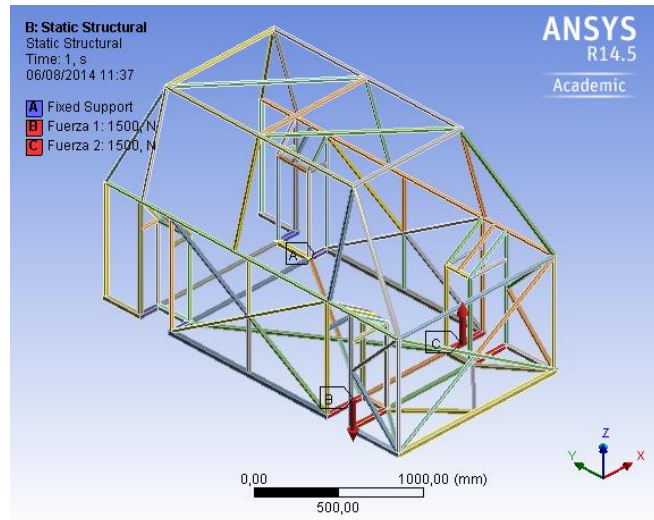 B: Static Structural
Static Structural
Time: 1, s
06/08/2014 11:37
A Fixed Support
B Fuerza 1: 1500, N
C Fuerza 2: 1500, N
ANSYS
R14.5
Academic
A
C
B
0,00 1000,00 (mm)
500,00
Z
Y X